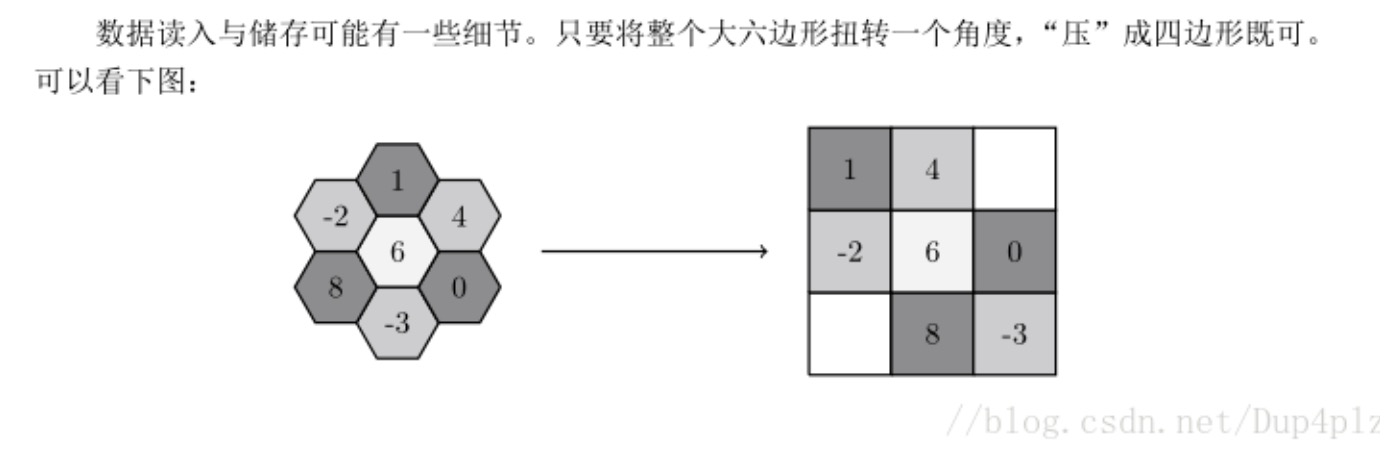 数据读入与储存可能有一些细节。只要将整个大六边形扭转一个角度，“压”成四边形既可。
可以看下图：
1
-2 4
6
8 0
-3
1 4
-2 6 0
8 -3
//blog.csdn.net/Dup4plz